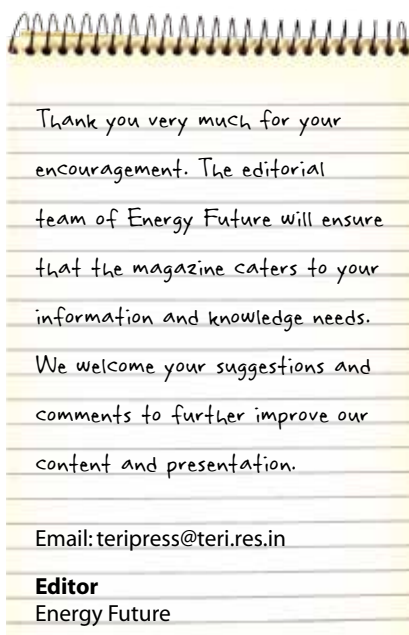 Thank you very much for your
encouragement. The editorial
team of Energy Future will ensure
that the magazine caters to your
information and knowledge needs.
We welcome your suggestions and
comments to further improve our
content and presentation.
Email: teripress@teri.res.in
Editor
Energy Future